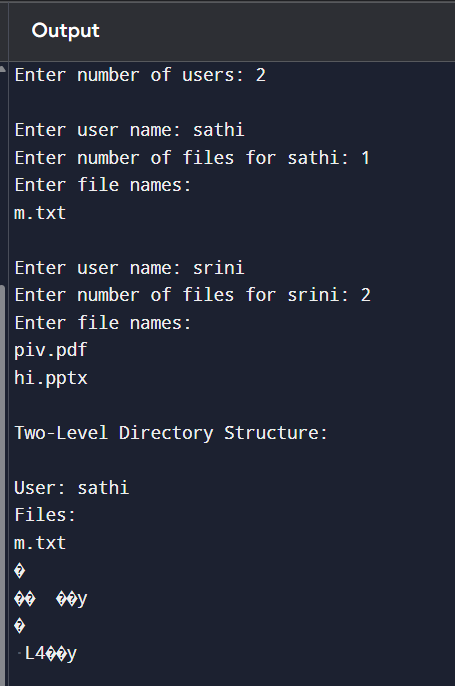 Output
Enter number of users: 2
Enter user name: sathi
Enter number of files for sathi: 1
Enter file names:
m.txt
Enter user name: srini
Enter number of files for srini: 2
Enter file names:
piv.pdf
hi.pptx
Two-Level Directory Structure:
User: sathi
Files:
m.txt
�
�� ��y
�
L4��y